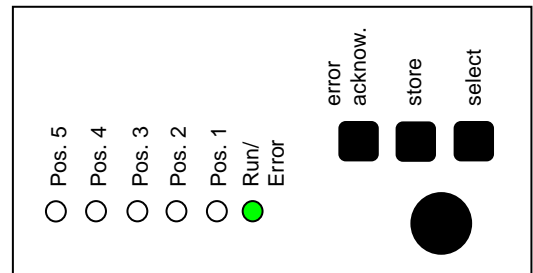 Pos. 5
Pos. 4
Pos. 3
Pos. 2
Pos. 1
Run/
Error
error
acknow.
store
select